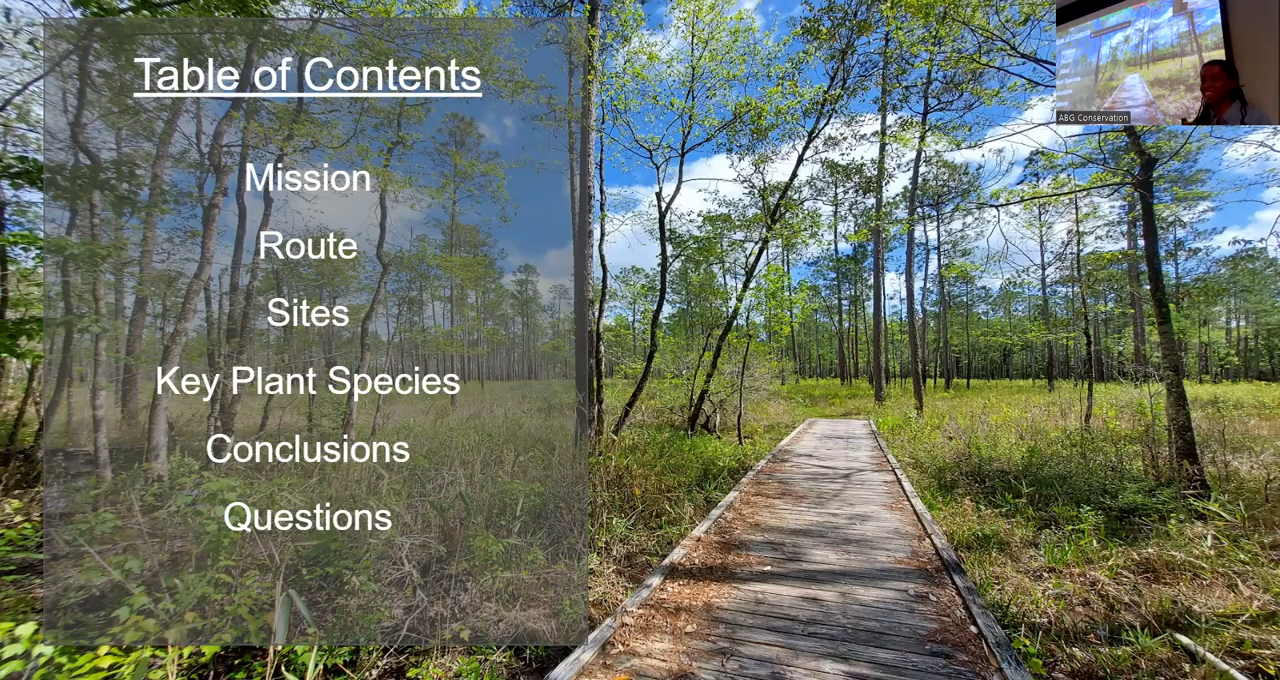 Table of Contents
Mission
Route
Sites
Key Plant Species
Conclusions
Questions
ABG Conservation